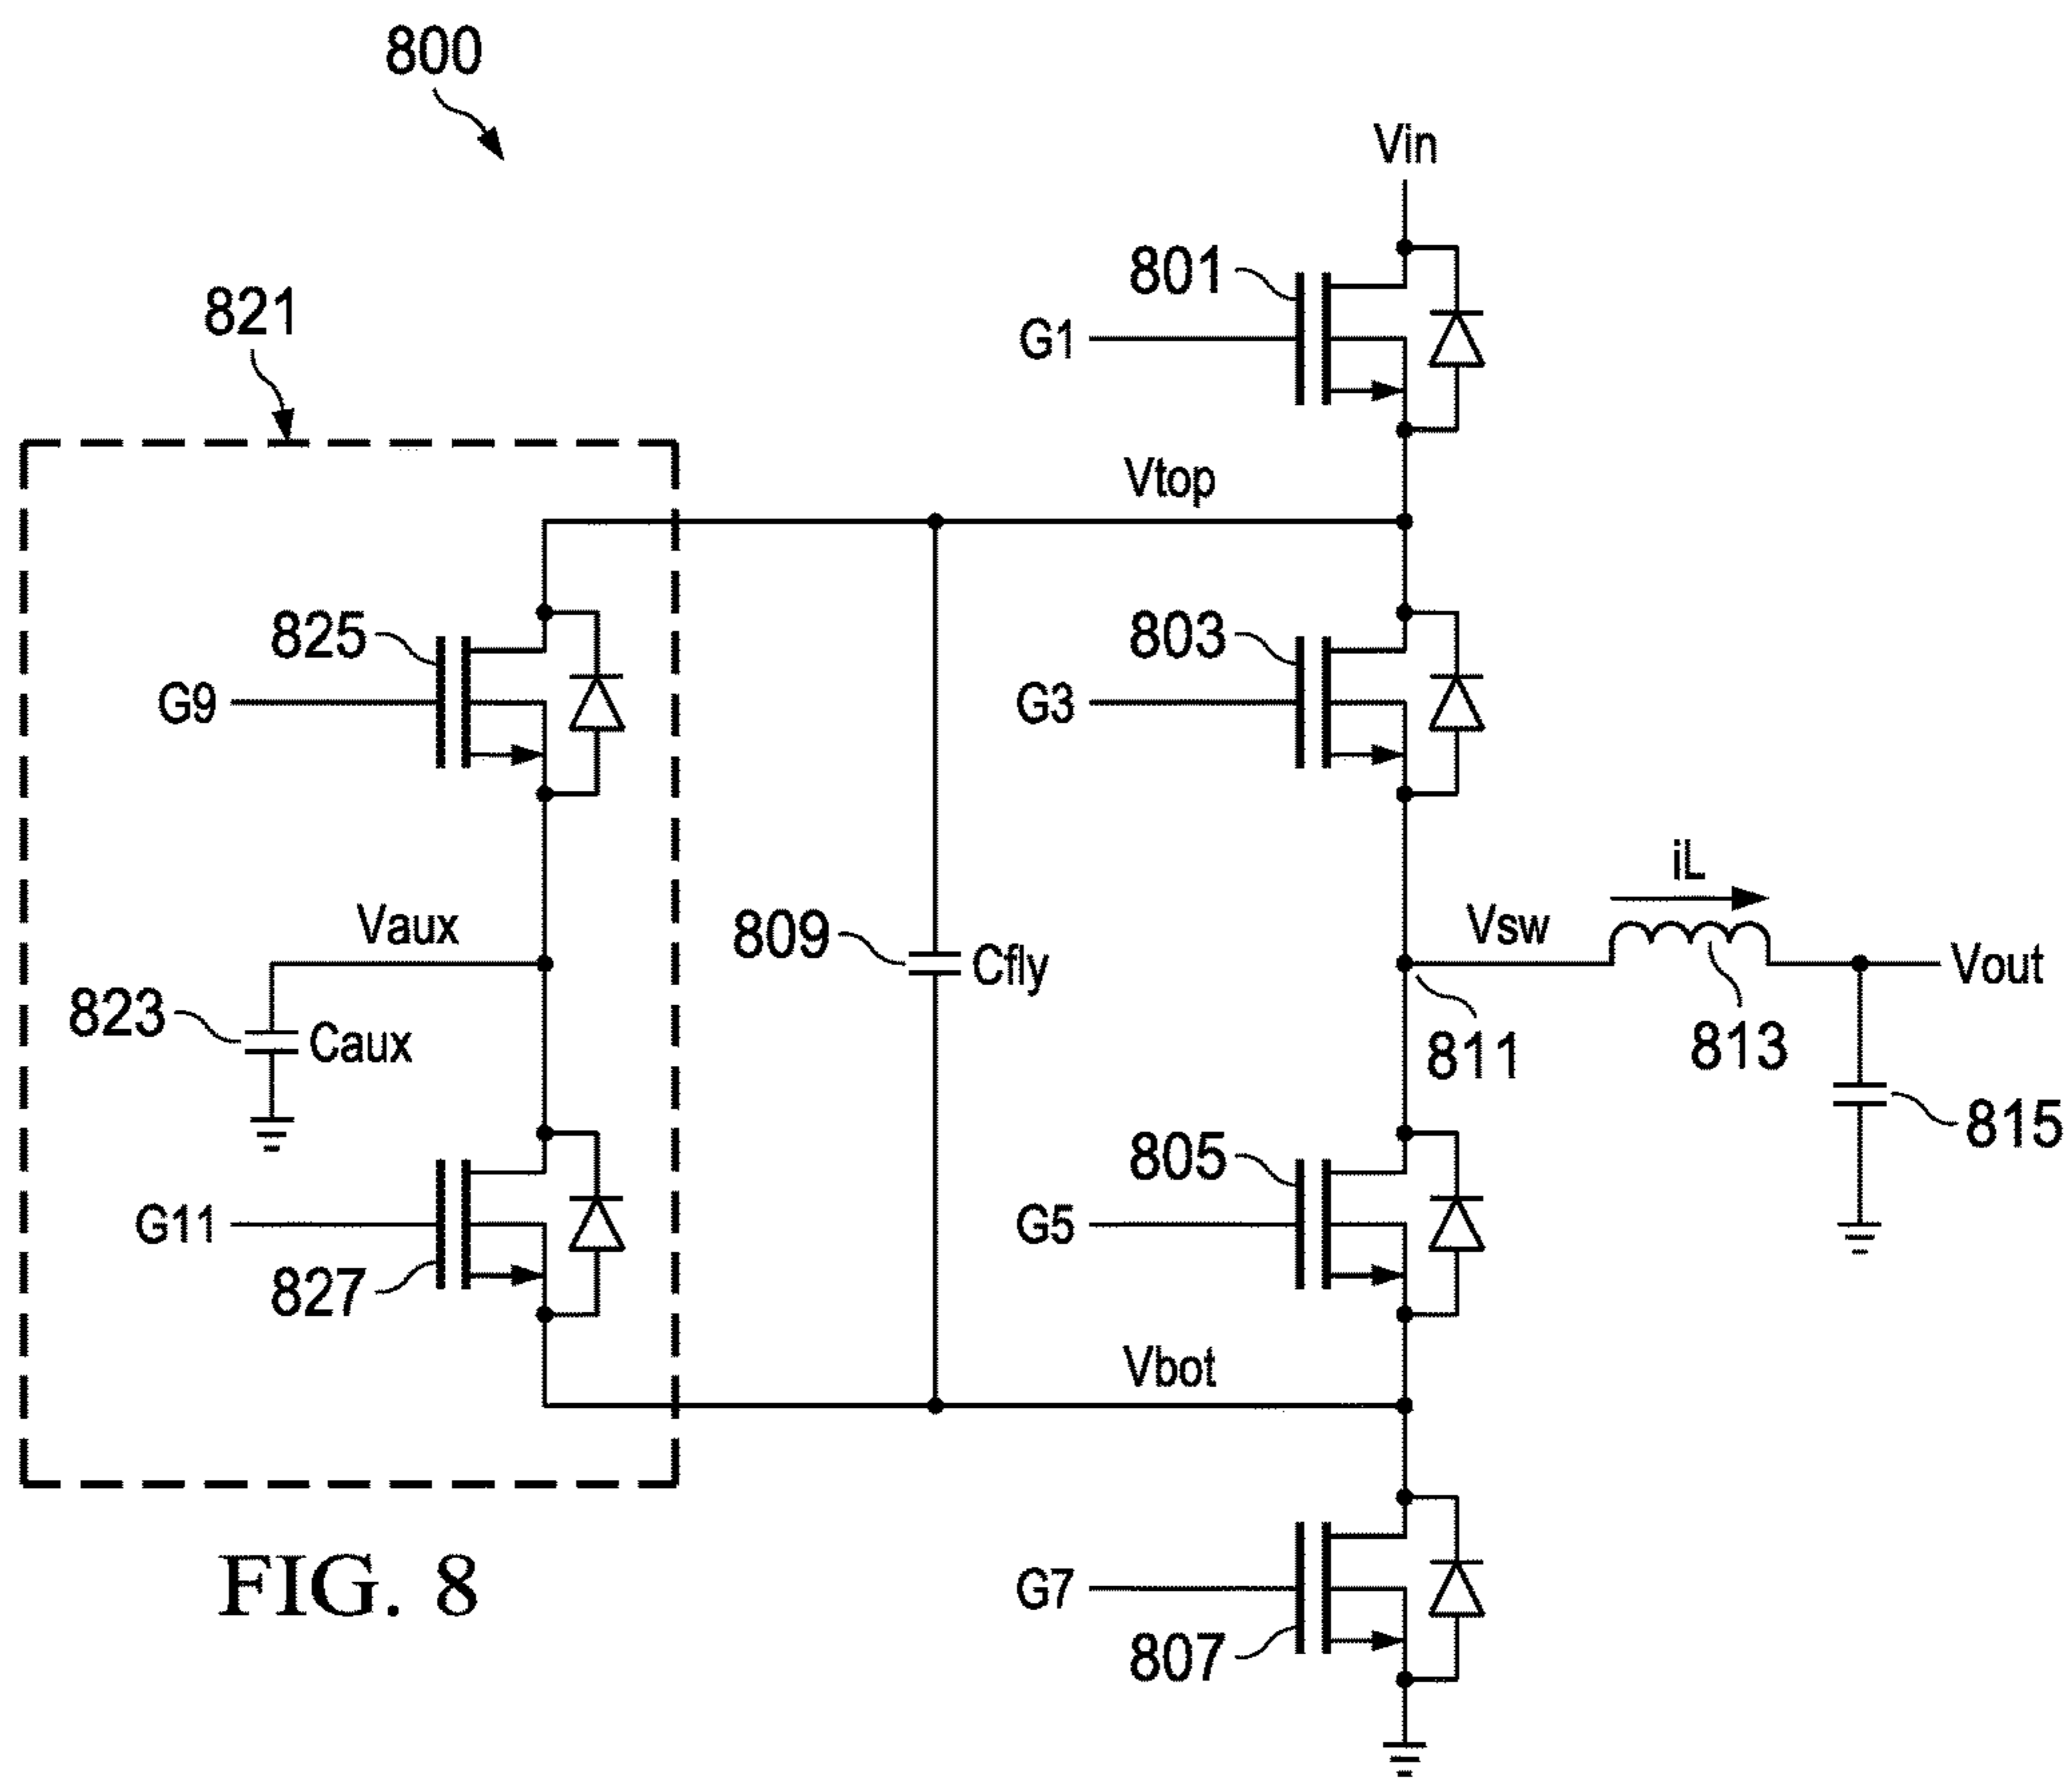 800
Vin
801
G1
821
Vtop
825
803
G9
G3
iL
Vaux
809
Cfly
Vsw
Vout
823
Caux
811
813
815
805
G11
G5
827
Vbot
FIG. 8
G7
807